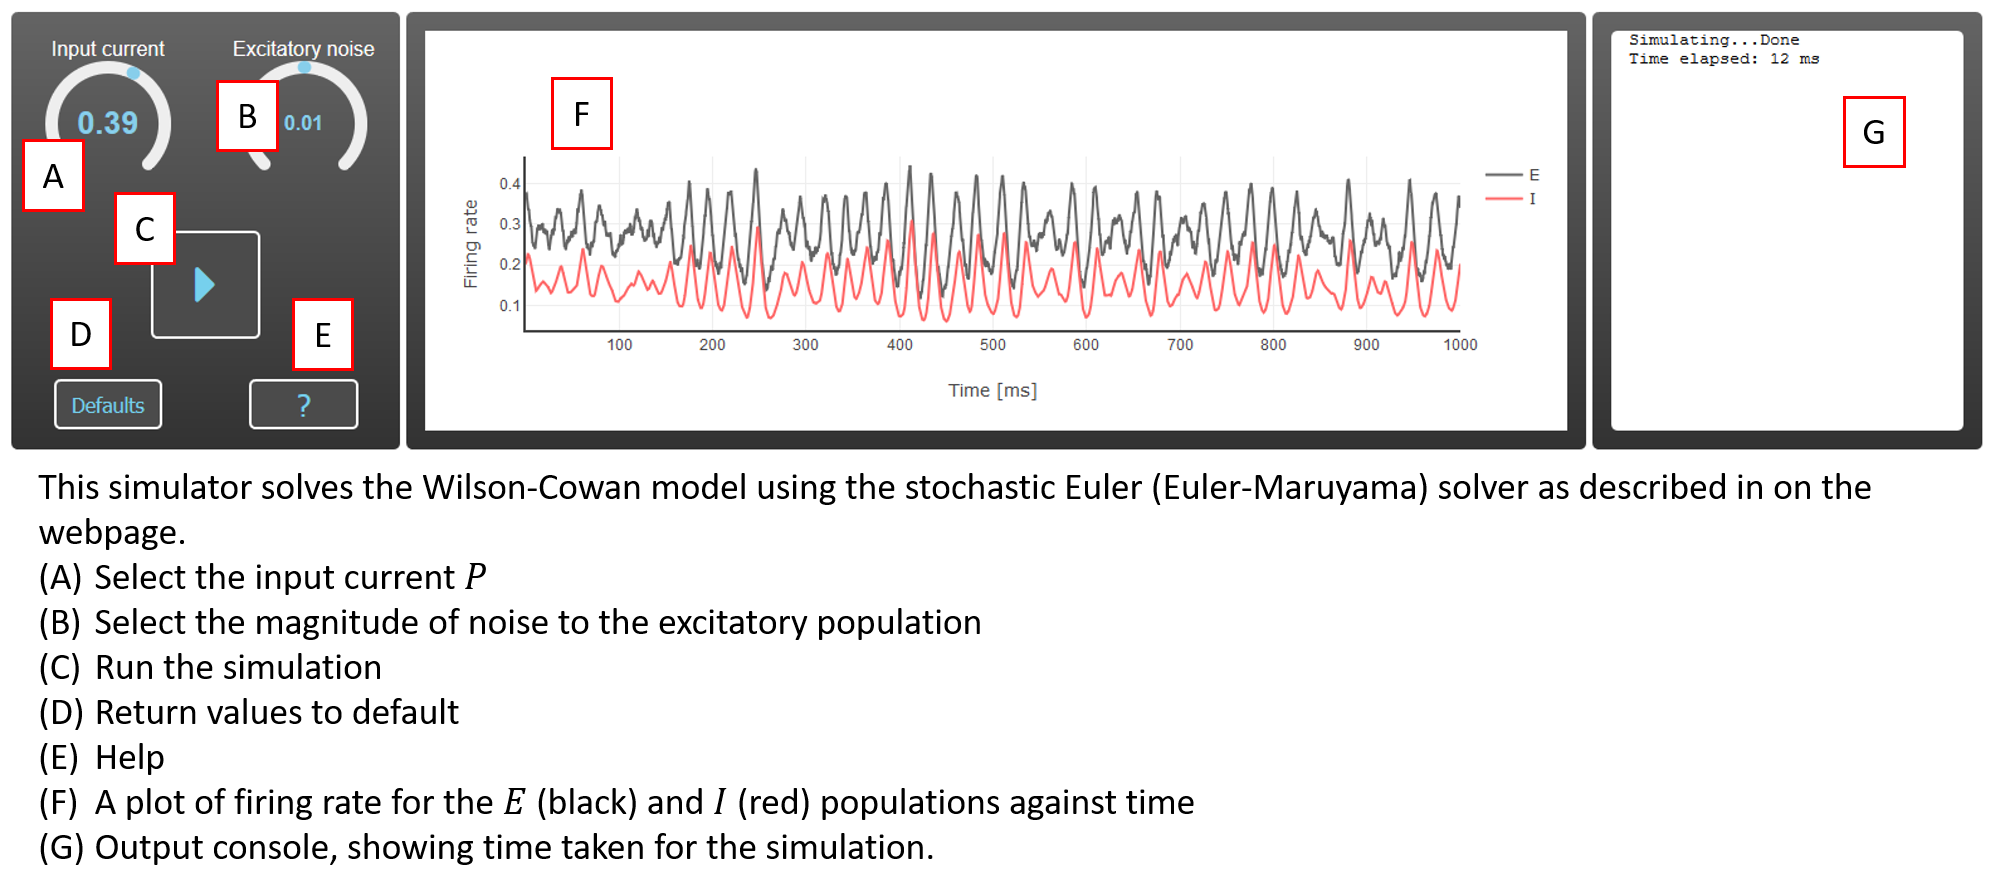 Input current
Excitatory noise
0.39
0.01
A
B
C
D
E
Defaults
?
F
0.4
0.3
0.2
0.1
Firing rate
100 200 300 400 500 600 700 800 900 1000
Time [ms]
E
I
Simulating...Done
Time elapsed: 12 ms
G
This simulator solves the Wilson-Cowan model using the stochastic Euler (Euler-Maruyama) solver as described in on the
webpage.
(A) Select the input current P
(B) Select the magnitude of noise to the excitatory population
(C) Run the simulation
(D) Return values to default
(E) Help
(F) A plot of firing rate for the E (black) and I (red) populations against time
(G) Output console, showing time taken for the simulation.